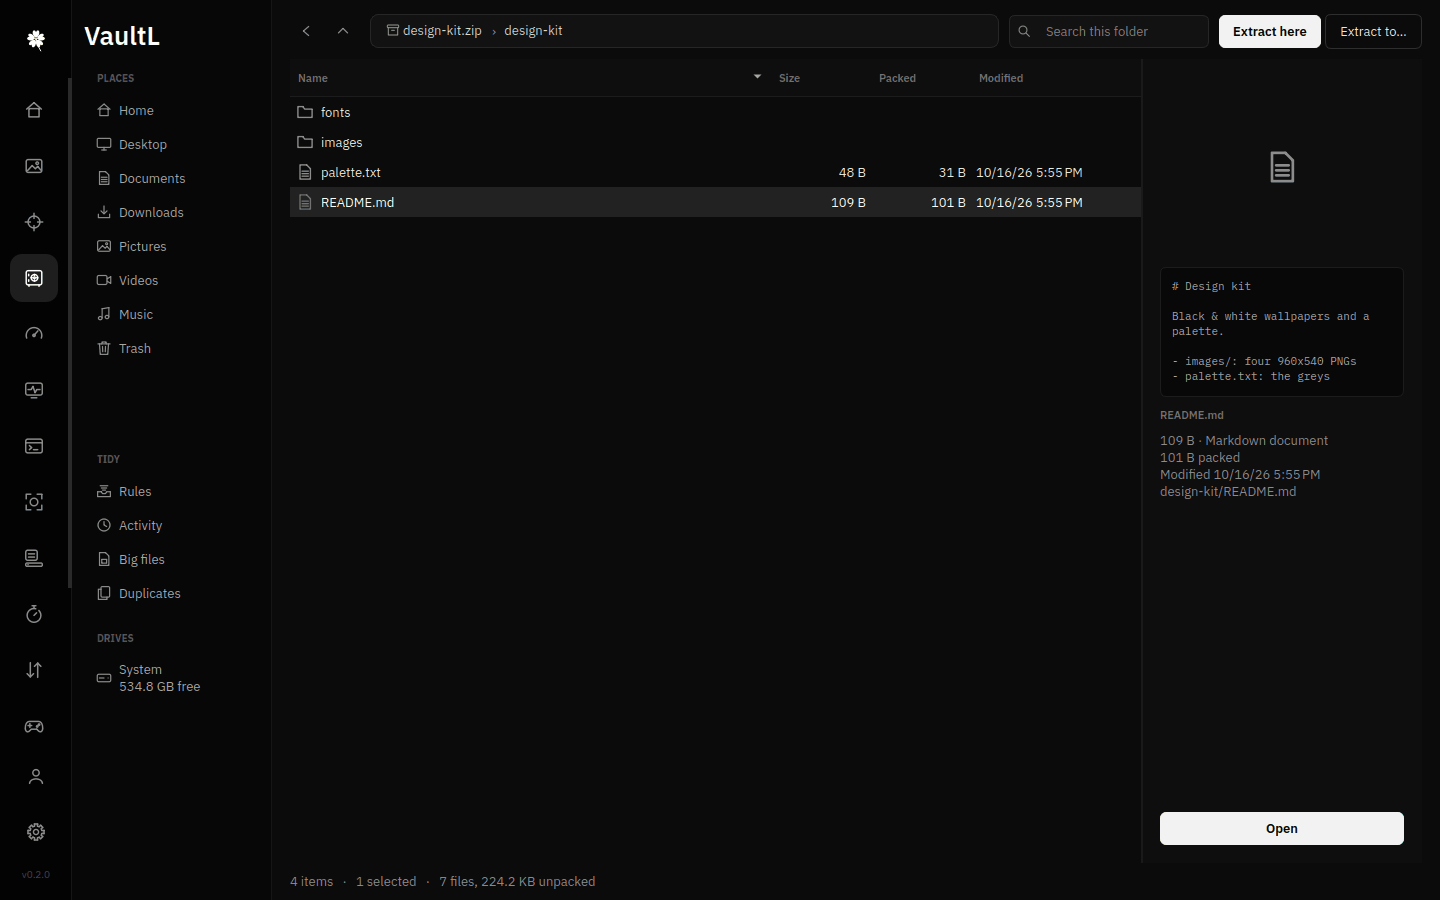 VaultL
design-kit.zip › design-kit
Search this folder
Extract here
Extract to...
PLACES
Home
Desktop
Documents
Downloads
Pictures
Videos
Music
Trash
TIDY
Rules
Activity
Big files
Duplicates
DRIVES
System
534.8 GB free
v0.2.0
Name Size Packed Modified
fonts
images
palette.txt 48 B 31 B 10/16/26 5:55 PM
README.md 109 B 101 B 10/16/26 5:55 PM
# Design kit
Black & white wallpapers and a
palette.
- images/: four 960x540 PNGs
- palette.txt: the greys
README.md
109 B · Markdown document
101 B packed
Modified 10/16/26 5:55 PM
design-kit/README.md
Open
4 items · 1 selected · 7 files, 224.2 KB unpacked